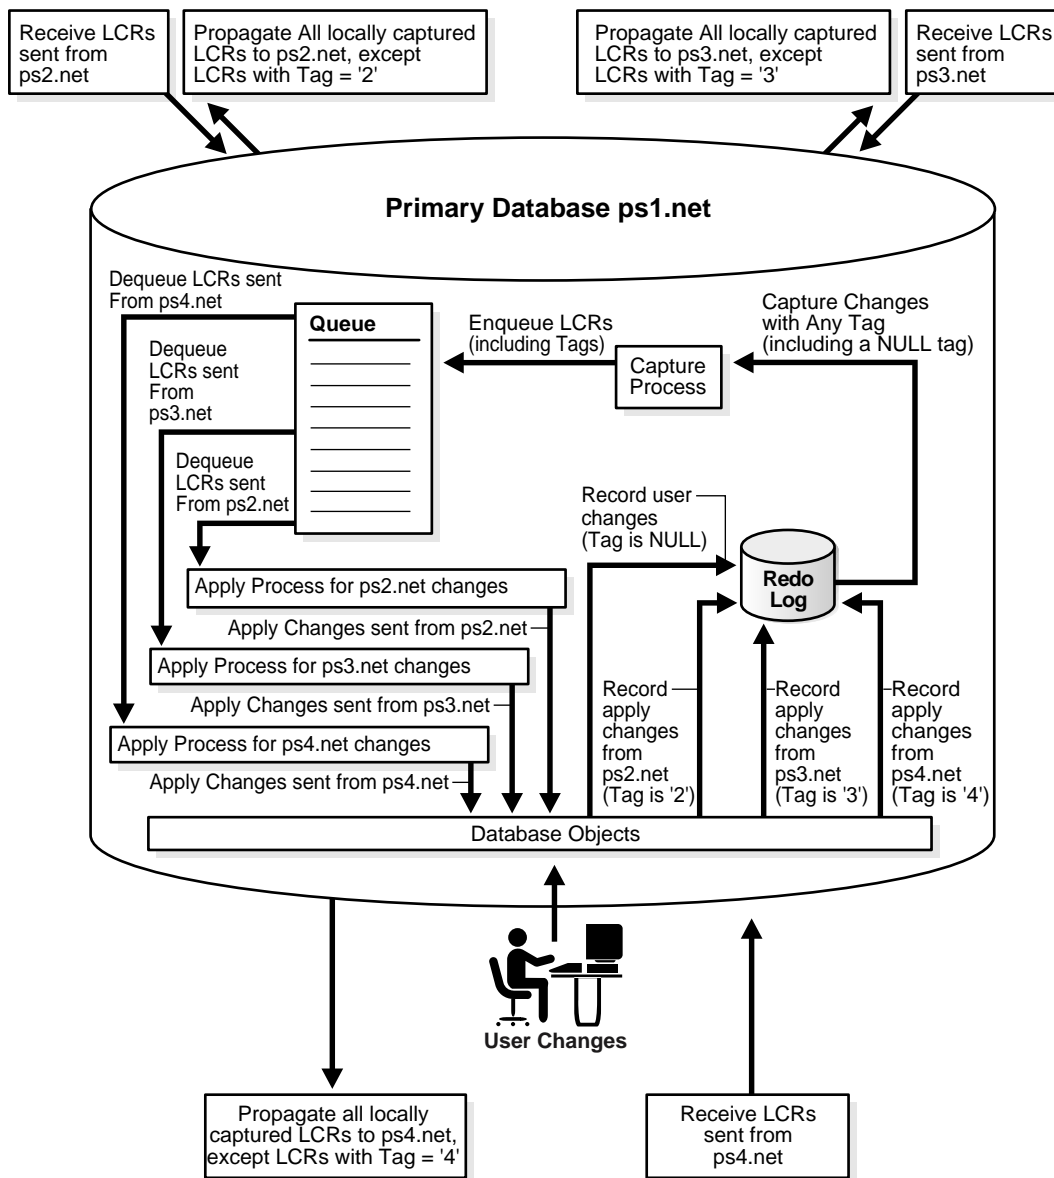 Receive LCRs
sent from
ps2.net
Propagate All locally captured
LCRs to ps2.net, except
LCRs with Tag = '2'
Propagate All locally captured
LCRs to ps3.net, except
LCRs with Tag = '3'
Receive LCRs
sent from
ps3.net
Primary Database ps1.net
Dequeue LCRs sent
From ps4.net
Dequeue
LCRs sent
From
ps3.net
Dequeue
LCRs sent
From ps2.net
Queue
Enqueue LCRs
(including Tags)
Capture
Process
Capture Changes
with Any Tag
(including a NULL tag)
Record user
changes
(Tag is NULL)
Redo
Log
Apply Process for ps2.net changes
Apply Changes sent from ps2.net
Apply Process for ps3.net changes
Apply Changes sent from ps3.net
Apply Process for ps4.net changes
Apply Changes sent from ps4.net
Record
apply
changes
from
ps2.net
(Tag is '2')
Record
apply
changes
from
ps3.net
(Tag is '3')
Record
apply
changes
from
ps4.net
(Tag is '4')
Database Objects
User Changes
Propagate all locally
captured LCRs to ps4.net,
except LCRs with Tag = '4'
Receive LCRs
sent from
ps4.net